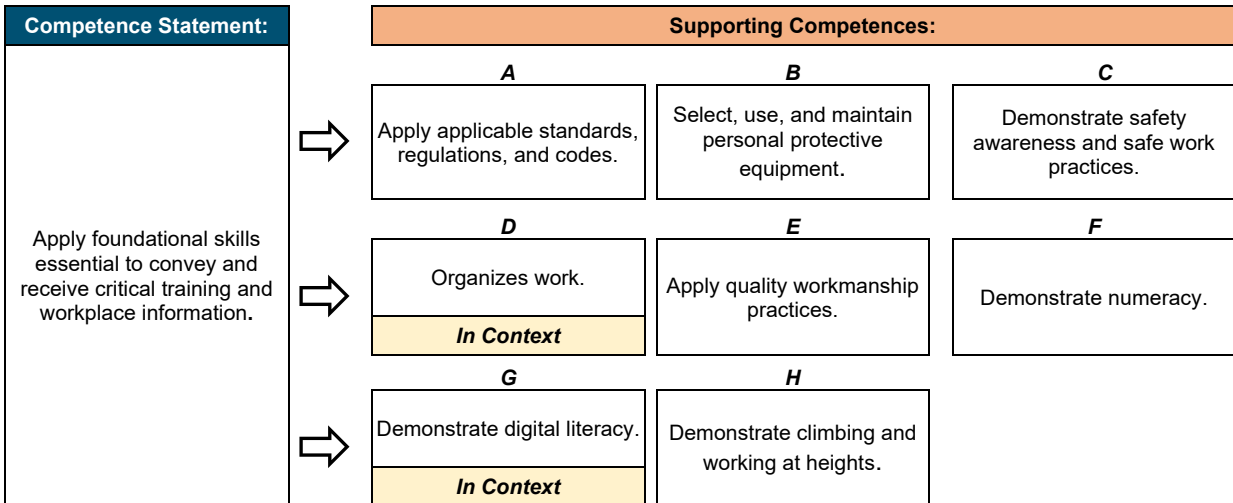 Competence Statement:
Supporting Competences:
Apply foundational skills
essential to convey and
receive critical training and
workplace information.
A
Apply applicable standards,
regulations, and codes.
B
Select, use, and maintain
personal protective
equipment.
C
Demonstrate safety
awareness and safe work
practices.
D
Organizes work.
In Context
E
Apply quality workmanship
practices.
F
Demonstrate numeracy.
G
Demonstrate digital literacy.
In Context
H
Demonstrate climbing and
working at heights.